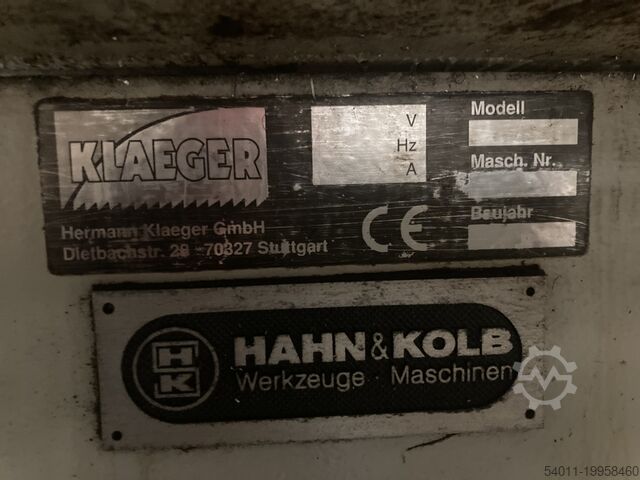 KLAEGER
Hermann Klaeger GmbH
Dietbachstr. 28 - 70327 Stuttgart
V
Hz
A
CE
Modell
Masch. Nr.
Baujahr
HK
HAHN & KOLB
Werkzeuge · Maschinen
54011-19958460